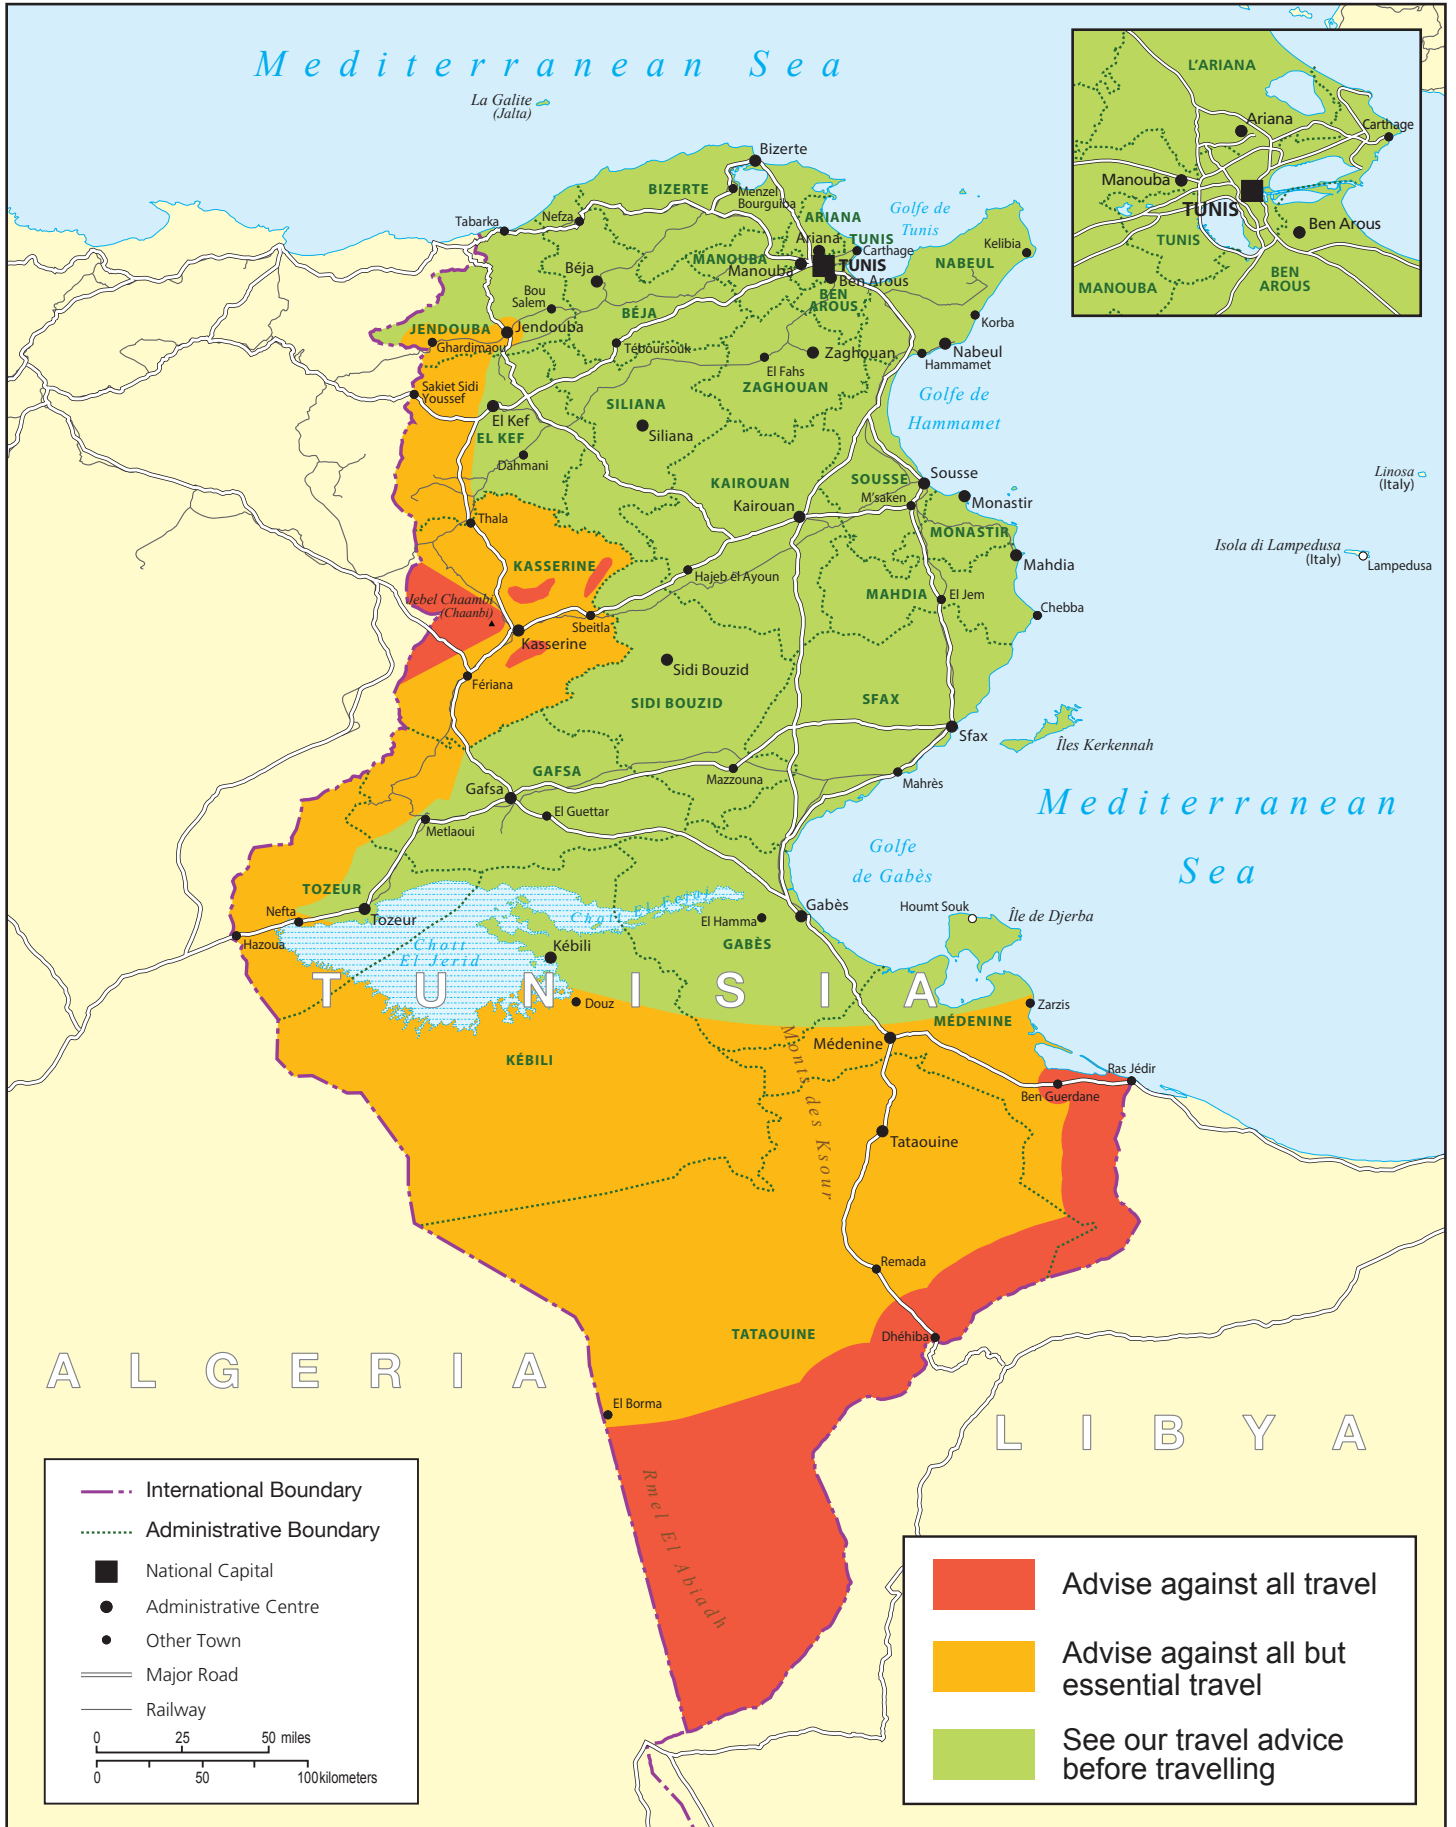 Mediterranean Sea
La Galite
(Jalta)
L'ARIANA
Ariana
Carthage
Manouba
TUNIS
Ben Arous
TUNIS
MANOUBA
BEN
AROUS
Bizerte
BIZERTE
Menzel
Bourguiba
Tabarka
Nefza
ARIANA
Golfe de
Tunis
Ariana
TUNIS
Carthage
Kelibia
MANOUBA
Manouba
TUNIS
NABEUL
Béja
Ben Arous
BEN
AROUS
Bou
Salem
BÉJA
JENDOUBA
Jendouba
Korba
Ghardimaou
Téboursouk
Zaghouan
Nabeul
Hammamet
El Fahs
ZAGHOUAN
Sakiet Sidi
Youssef
Golfe de
Hammamet
SILIANA
El Kef
Siliana
EL KEF
Dahmani
KAIROUAN
SOUSSE
Sousse
Linosa
(Italy)
M'saken
Kairouan
Monastir
Thala
MONASTIR
Isola di Lampedusa
(Italy)
Lampedusa
KASSERINE
Hajeb el Ayoun
Mahdia
MAHDIA
El Jem
Jebel Chaambi
(Chaanbi)
Chebba
Sbeitla
Kasserine
Sidi Bouzid
Fériana
SIDI BOUZID
SFAX
Sfax
Îles Kerkennah
GAFSA
Gafsa
Mazzouna
Mahrès
El Guettar
Metlaoui
Mediterranean
Sea
Golfe
de Gabès
TOZEUR
Nefta
Tozeur
Chott El Fejaj
El Hamma
Gabès
Houmt Souk
Île de Djerba
Hazoua
Chott
El Jerid
Kébili
GABÈS
TUNISIA
Douz
Zarzis
MÉDENINE
Médenine
KÉBILI
Monts des Ksour
Ras Jédir
Ben Guerdane
Tataouine
Remada
TATAOUINE
Dhéhiba
ALGERIA
El Borma
LIBYA
Rmel El Abiadh
International Boundary
Administrative Boundary
National Capital
Administrative Centre
Other Town
Major Road
Railway
0 25 50 miles
0 50 100 kilometers
Advise against all travel
Advise against all but
essential travel
See our travel advice
before travelling